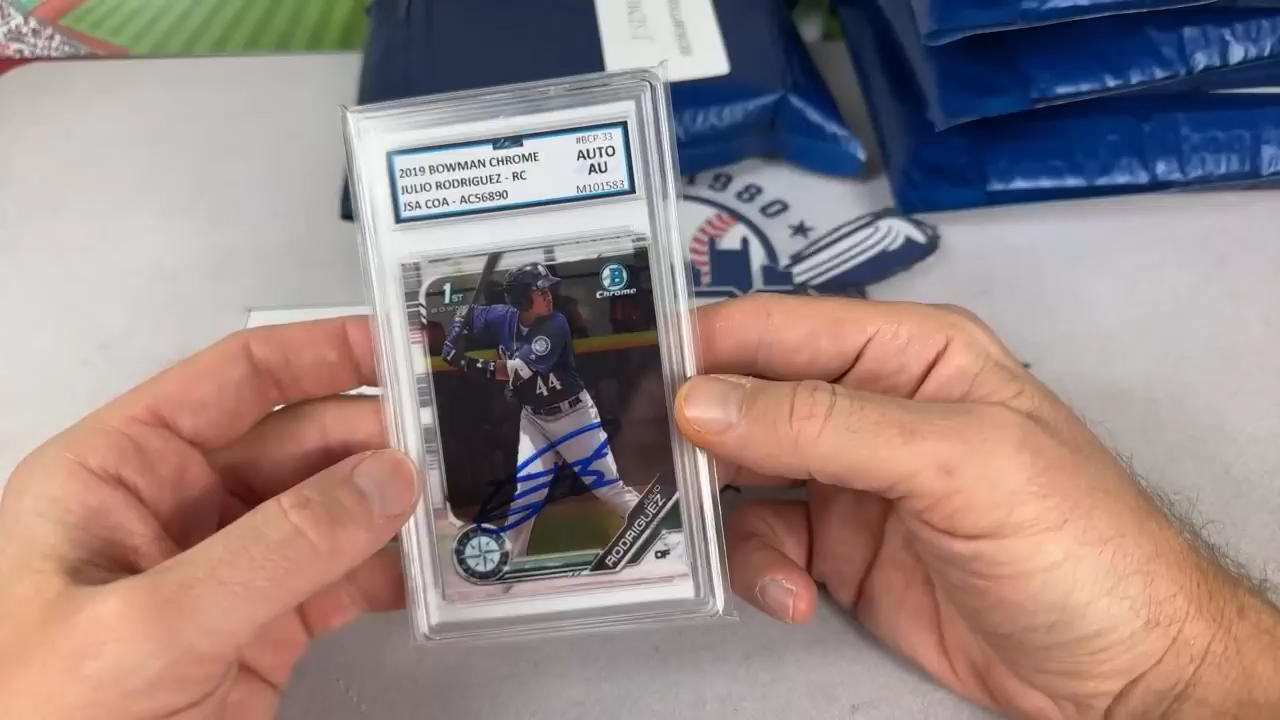 #BCP-33
2019 BOWMAN CHROME
AUTO
JULIO RODRIGUEZ - RC
AU
JSA COA - AC56890
M101583
1ST
BOWMAN
B
Chrome
44
JULIO
RODRIGUEZ
OF
1980